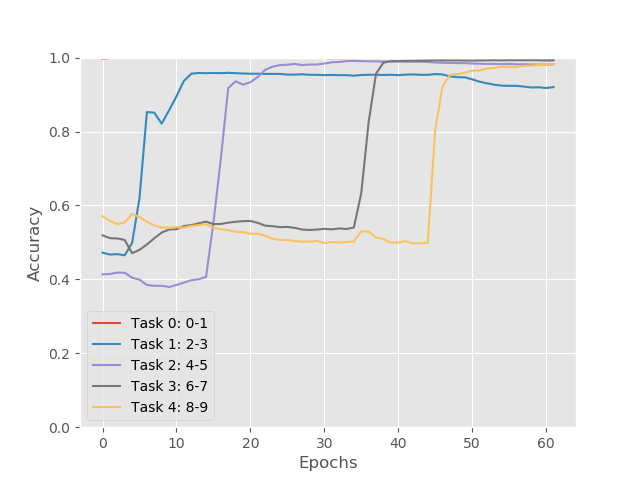 1.0
0.8
0.6
0.4
0.2
0.0
Accuracy
Task 0: 0-1
Task 1: 2-3
Task 2: 4-5
Task 3: 6-7
Task 4: 8-9
0 10 20 30 40 50 60
Epochs